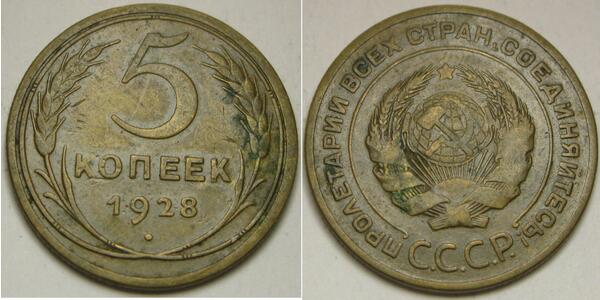 5
КОПЕЕК
1928
ПРОЛЕТАРИИ ВСЕХ СТРАН, СОЕДИНЯЙТЕСЬ!
С.С.С.Р.